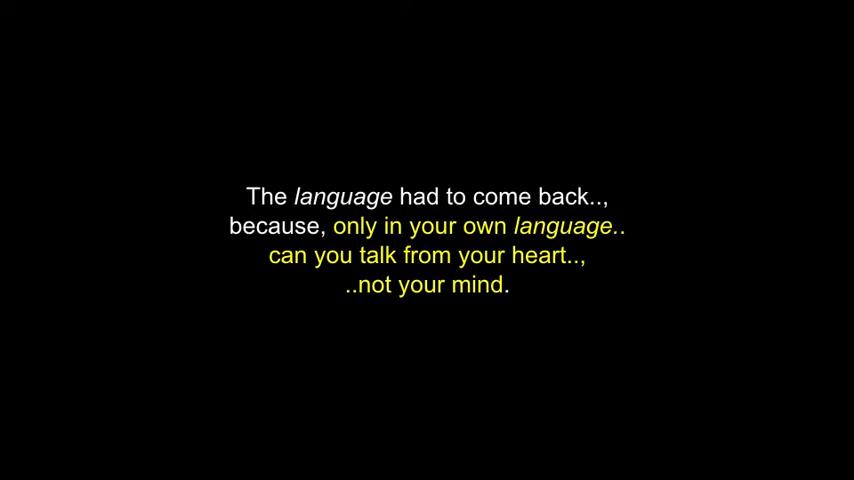 The language had to come back..,
because, only in your own language..
can you talk from your heart..,
..not your mind.